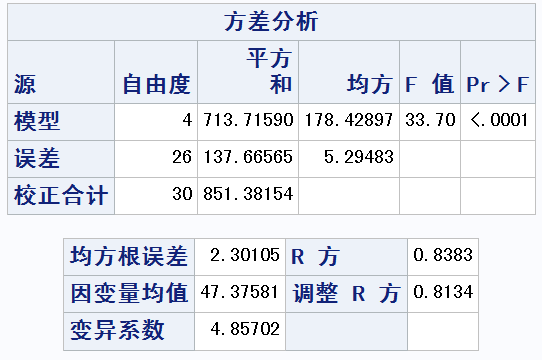 方差分析
源 自由度 平方和 均方 F 值 Pr > F
模型 4 713.71590 178.42897 33.70 <.0001
误差 26 137.66565 5.29483
校正合计 30 851.38154
均方根误差 2.30105 R 方 0.8383
因变量均值 47.37581 调整 R 方 0.8134
变异系数 4.85702